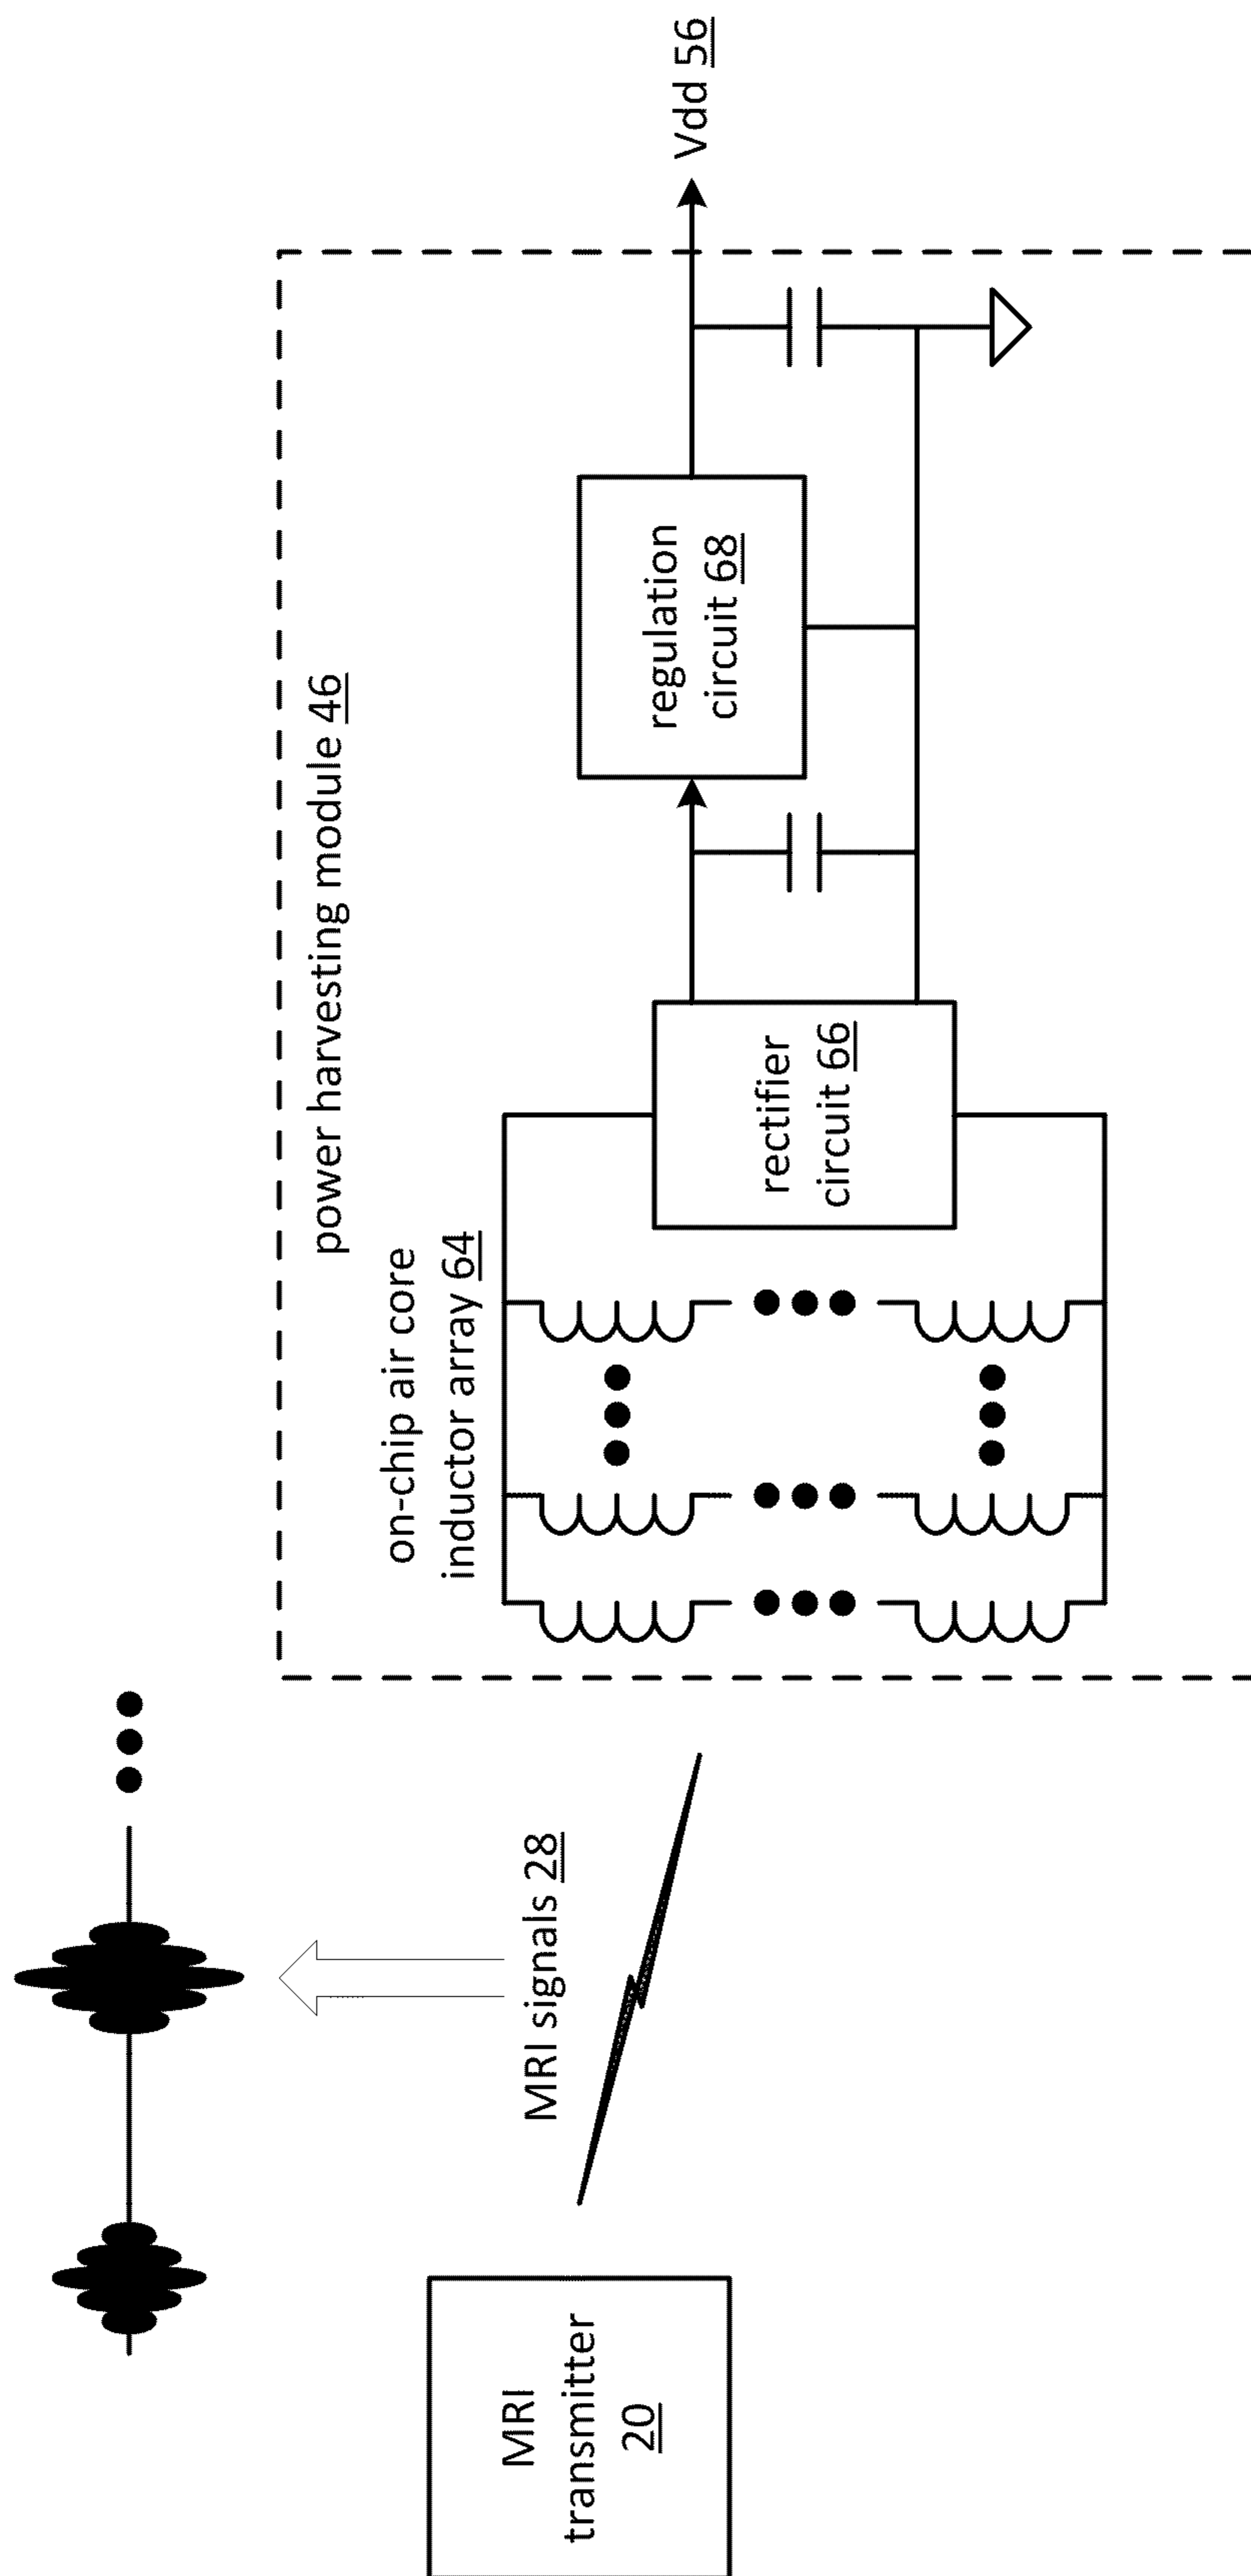 power harvesting module 46
on-chip air core
inductor array 64
MRI signals 28
MRI
transmitter
20
rectifier
circuit 66
regulation
circuit 68
Vdd 56